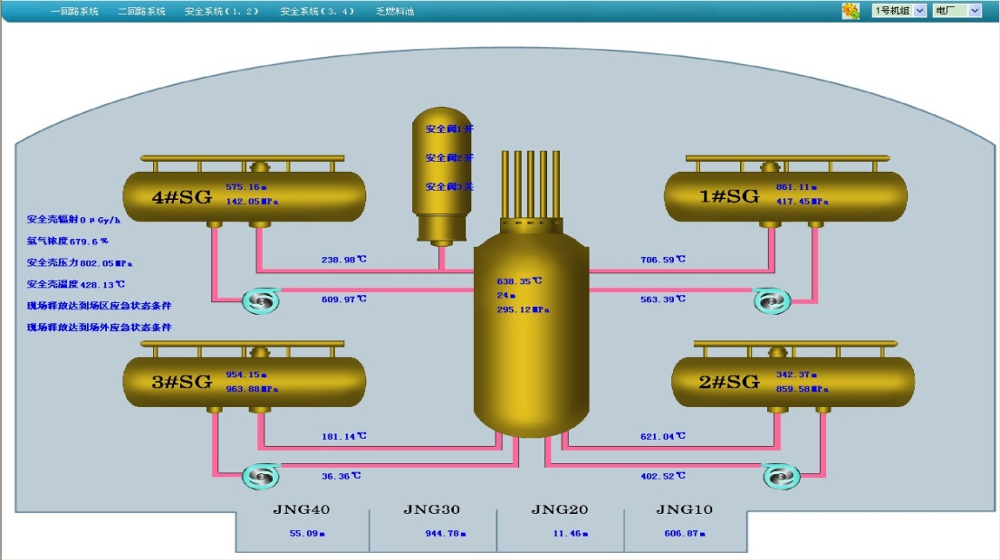 一回路系统 二回路系统 安全系统(1、2) 安全系统(3、4) 乏燃料池 1号机组 电厂
安全阀1开
安全阀2开
安全阀3关
4#SG 575.16m
142.05MPa
1#SG 861.11m
417.45MPa
安全壳辐射0μGy/h
氢气浓度679.6%
安全壳压力802.05MPa
安全壳温度428.13℃
现场释放达到场区应急状态条件
现场释放达到场外应急状态条件
238.98℃
706.59℃
638.35℃
24m
295.12MPa
609.97℃
563.39℃
3#SG 954.15m
963.88MPa
2#SG 342.37m
859.58MPa
181.14℃
621.04℃
36.36℃
402.52℃
JNG40 JNG30 JNG20 JNG10
55.09m 944.78m 11.46m 606.87m